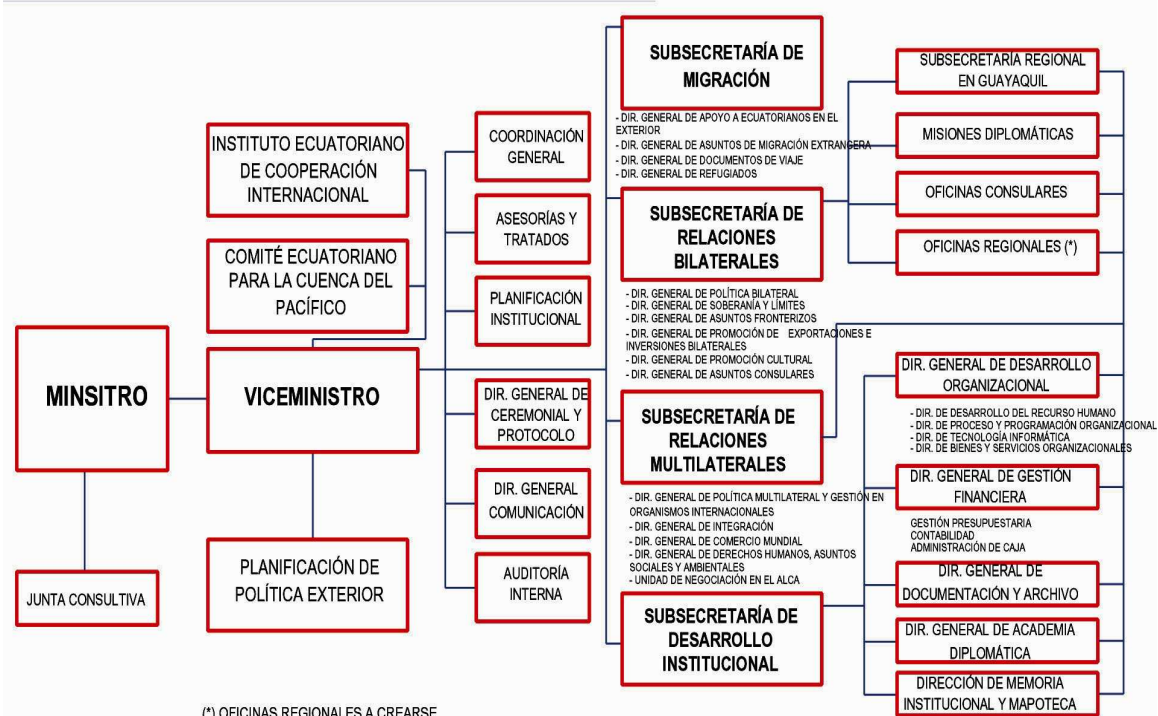 MINSITRO
JUNTA CONSULTIVA
INSTITUTO ECUATORIANO
DE COOPERACIÓN
INTERNACIONAL
COMITÉ ECUATORIANO
PARA LA CUENCA DEL
PACÍFICO
VICEMINISTRO
PLANIFICACIÓN DE
POLÍTICA EXTERIOR
COORDINACIÓN
GENERAL
ASESORÍAS Y
TRATADOS
PLANIFICACIÓN
INSTITUCIONAL
DIR. GENERAL DE
CEREMONIAL Y
PROTOCOLO
DIR. GENERAL
COMUNICACIÓN
AUDITORÍA
INTERNA
SUBSECRETARÍA DE
MIGRACIÓN
- DIR. GENERAL DE APOYO A ECUATORIANOS EN EL
EXTERIOR
- DIR. GENERAL DE ASUNTOS DE MIGRACIÓN EXTRANGERA
- DIR. GENERAL DE DOCUMENTOS DE VIAJE
- DIR. GENERAL DE REFUGIADOS
SUBSECRETARÍA DE
RELACIONES
BILATERALES
- DIR. GENERAL DE POLÍTICA BILATERAL
- DIR. GENERAL DE SOBERANÍA Y LÍMITES
- DIR. GENERAL DE ASUNTOS FRONTERIZOS
- DIR. GENERAL DE PROMOCIÓN DE EXPORTACIONES E
INVERSIONES BILATERALES
- DIR. GENERAL DE PROMOCIÓN CULTURAL
- DIR. GENERAL DE ASUNTOS CONSULARES
SUBSECRETARÍA DE
RELACIONES
MULTILATERALES
- DIR. GENERAL DE POLÍTICA MULTILATERAL Y GESTIÓN EN
ORGANISMOS INTERNACIONALES
- DIR. GENERAL DE INTEGRACIÓN
- DIR. GENERAL DE COMERCIO MUNDIAL
- DIR. GENERAL DE DERECHOS HUMANOS, ASUNTOS
SOCIALES Y AMBIENTALES
- UNIDAD DE NEGOCIACIÓN EN EL ALCA
SUBSECRETARÍA DE
DESARROLLO
INSTITUCIONAL
SUBSECRETARÍA REGIONAL
EN GUAYAQUIL
MISIONES DIPLOMÁTICAS
OFICINAS CONSULARES
OFICINAS REGIONALES (*)
DIR. GENERAL DE DESARROLLO
ORGANIZACIONAL
- DIR. DE DESARROLLO DEL RECURSO HUMANO
- DIR. DE PROCESO Y PROGRAMACIÓN ORGANIZACIONAL
- DIR. DE TECNOLOGÍA INFORMÁTICA
- DIR. DE BIENES Y SERVICIOS ORGANIZACIONALES
DIR. GENERAL DE GESTIÓN
FINANCIERA
GESTIÓN PRESUPUESTARIA
CONTABILIDAD
ADMINISTRACIÓN DE CAJA
DIR. GENERAL DE
DOCUMENTACIÓN Y ARCHIVO
DIR. GENERAL DE ACADEMIA
DIPLOMÁTICA
DIRECCIÓN DE MEMORIA
INSTITUCIONAL Y MAPOTECA
(*) OFICINAS REGIONALES A CREARSE